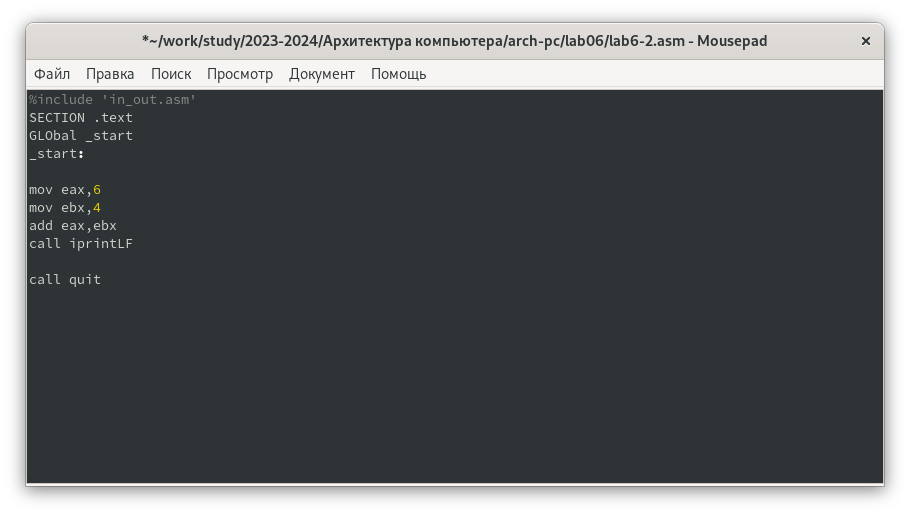 *~/work/study/2023-2024/Архитектура компьютера/arch-pc/lab06/lab6-2.asm - Mousepad
Файл Правка Поиск Просмотр Документ Помощь
%include 'in_out.asm'
SECTION .text
GLObal _start
_start:
mov eax,6
mov ebx,4
add eax,ebx
call iprintLF
call quit